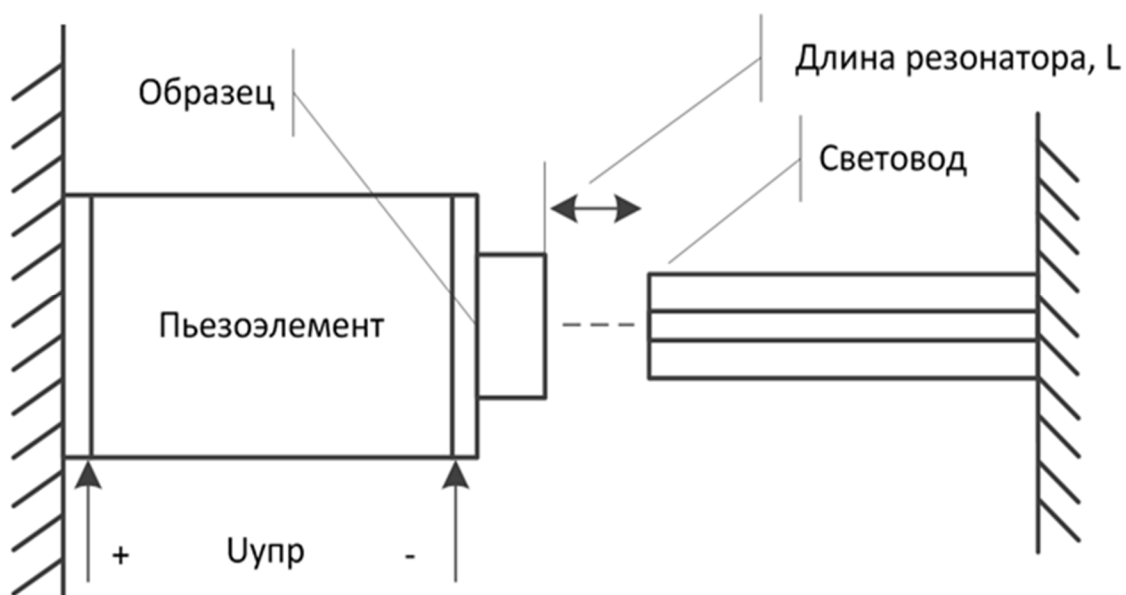 Длина резонатора, L
Образец
Световод
Пьезоэлемент
+ Uупр -